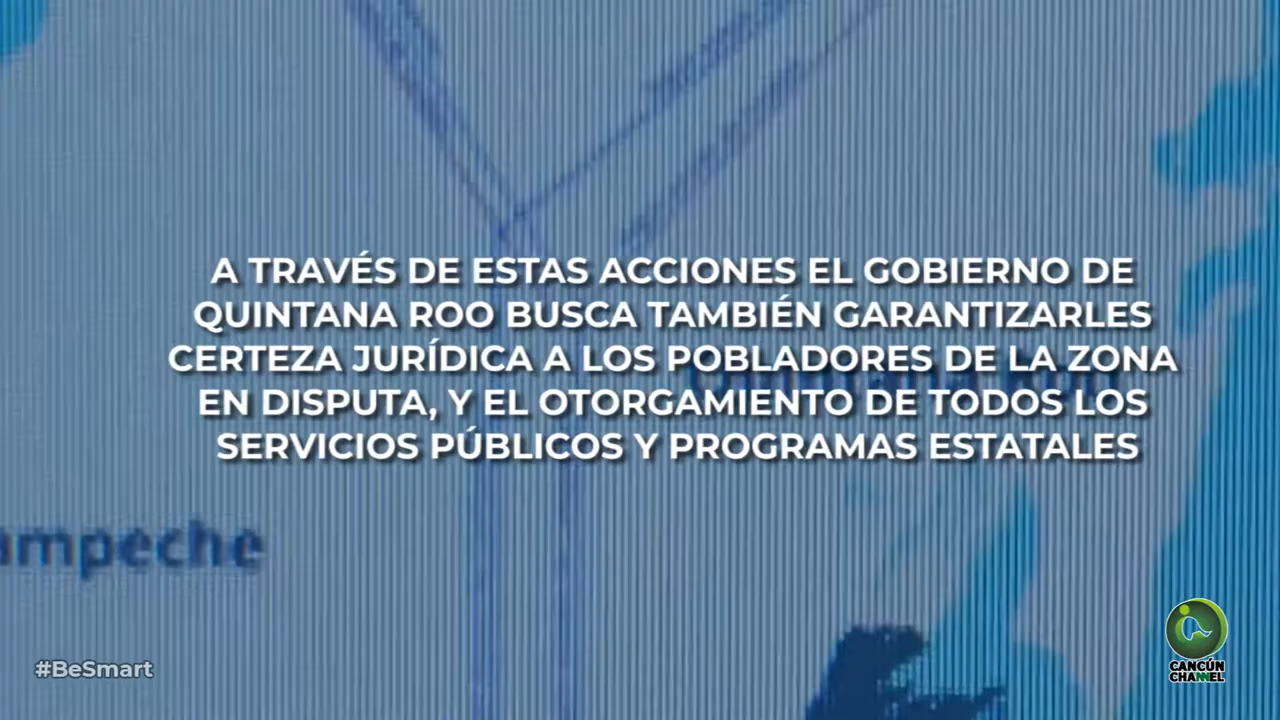 A TRAVÉS DE ESTAS ACCIONES EL GOBIERNO DE
QUINTANA ROO BUSCA TAMBIÉN GARANTIZARLES
CERTEZA JURÍDICA A LOS POBLADORES DE LA ZONA
EN DISPUTA, Y EL OTORGAMIENTO DE TODOS LOS
SERVICIOS PÚBLICOS Y PROGRAMAS ESTATALES
ampeche
#BeSmart
CANCÚN
CHANNEL